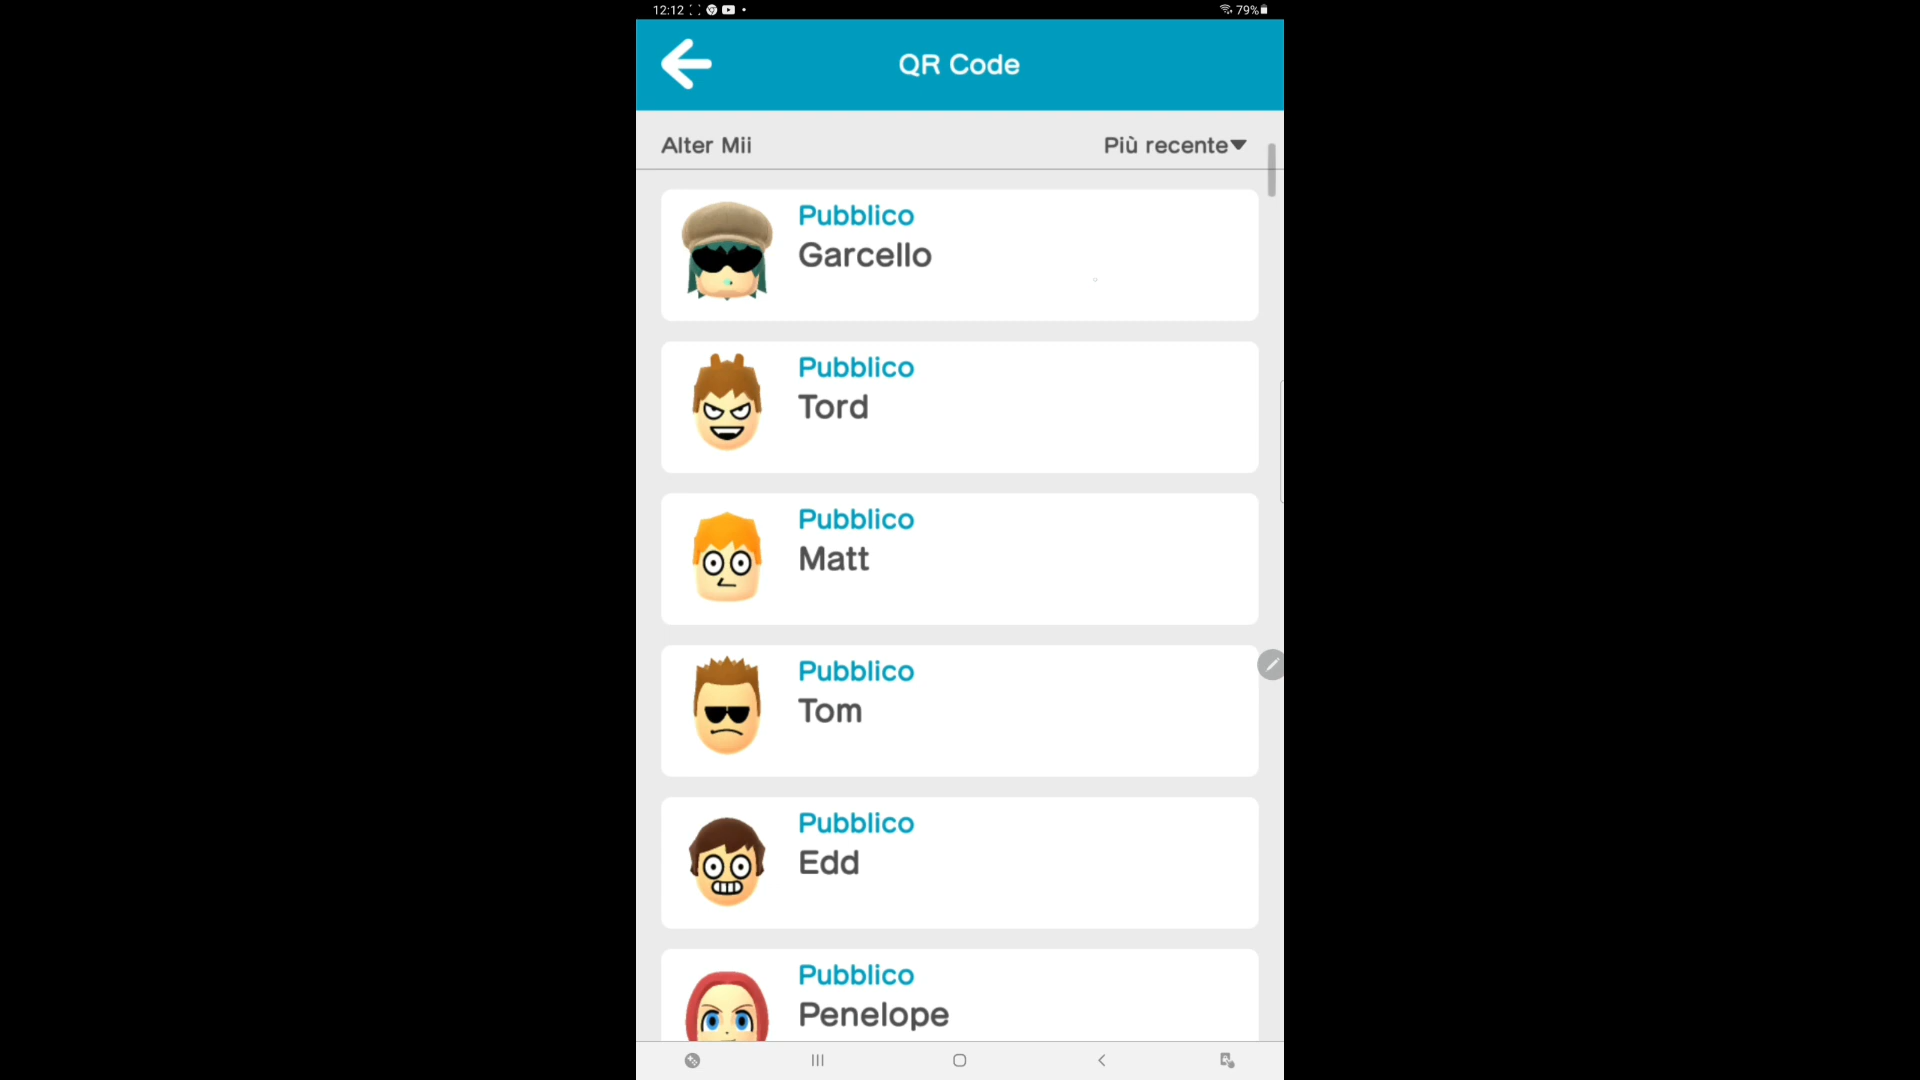 12:12
79%
QR Code
Alter Mii
Più recente
Pubblico
Garcello
Pubblico
Tord
Pubblico
Matt
Pubblico
Tom
Pubblico
Edd
Pubblico
Penelope